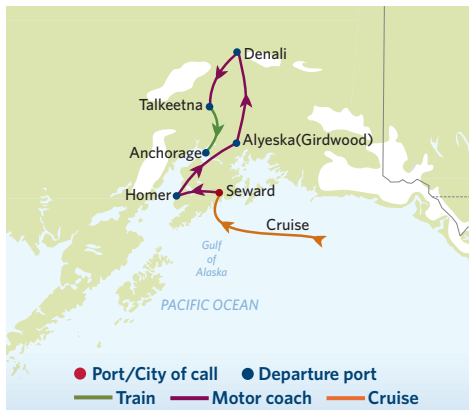 Denali
Talkeetna
Alyeska(Girdwood)
Anchorage
Homer
Seward
Cruise
Gulf
of
Alaska
PACIFIC OCEAN
Port/City of call
Departure port
Train
Motor coach
Cruise